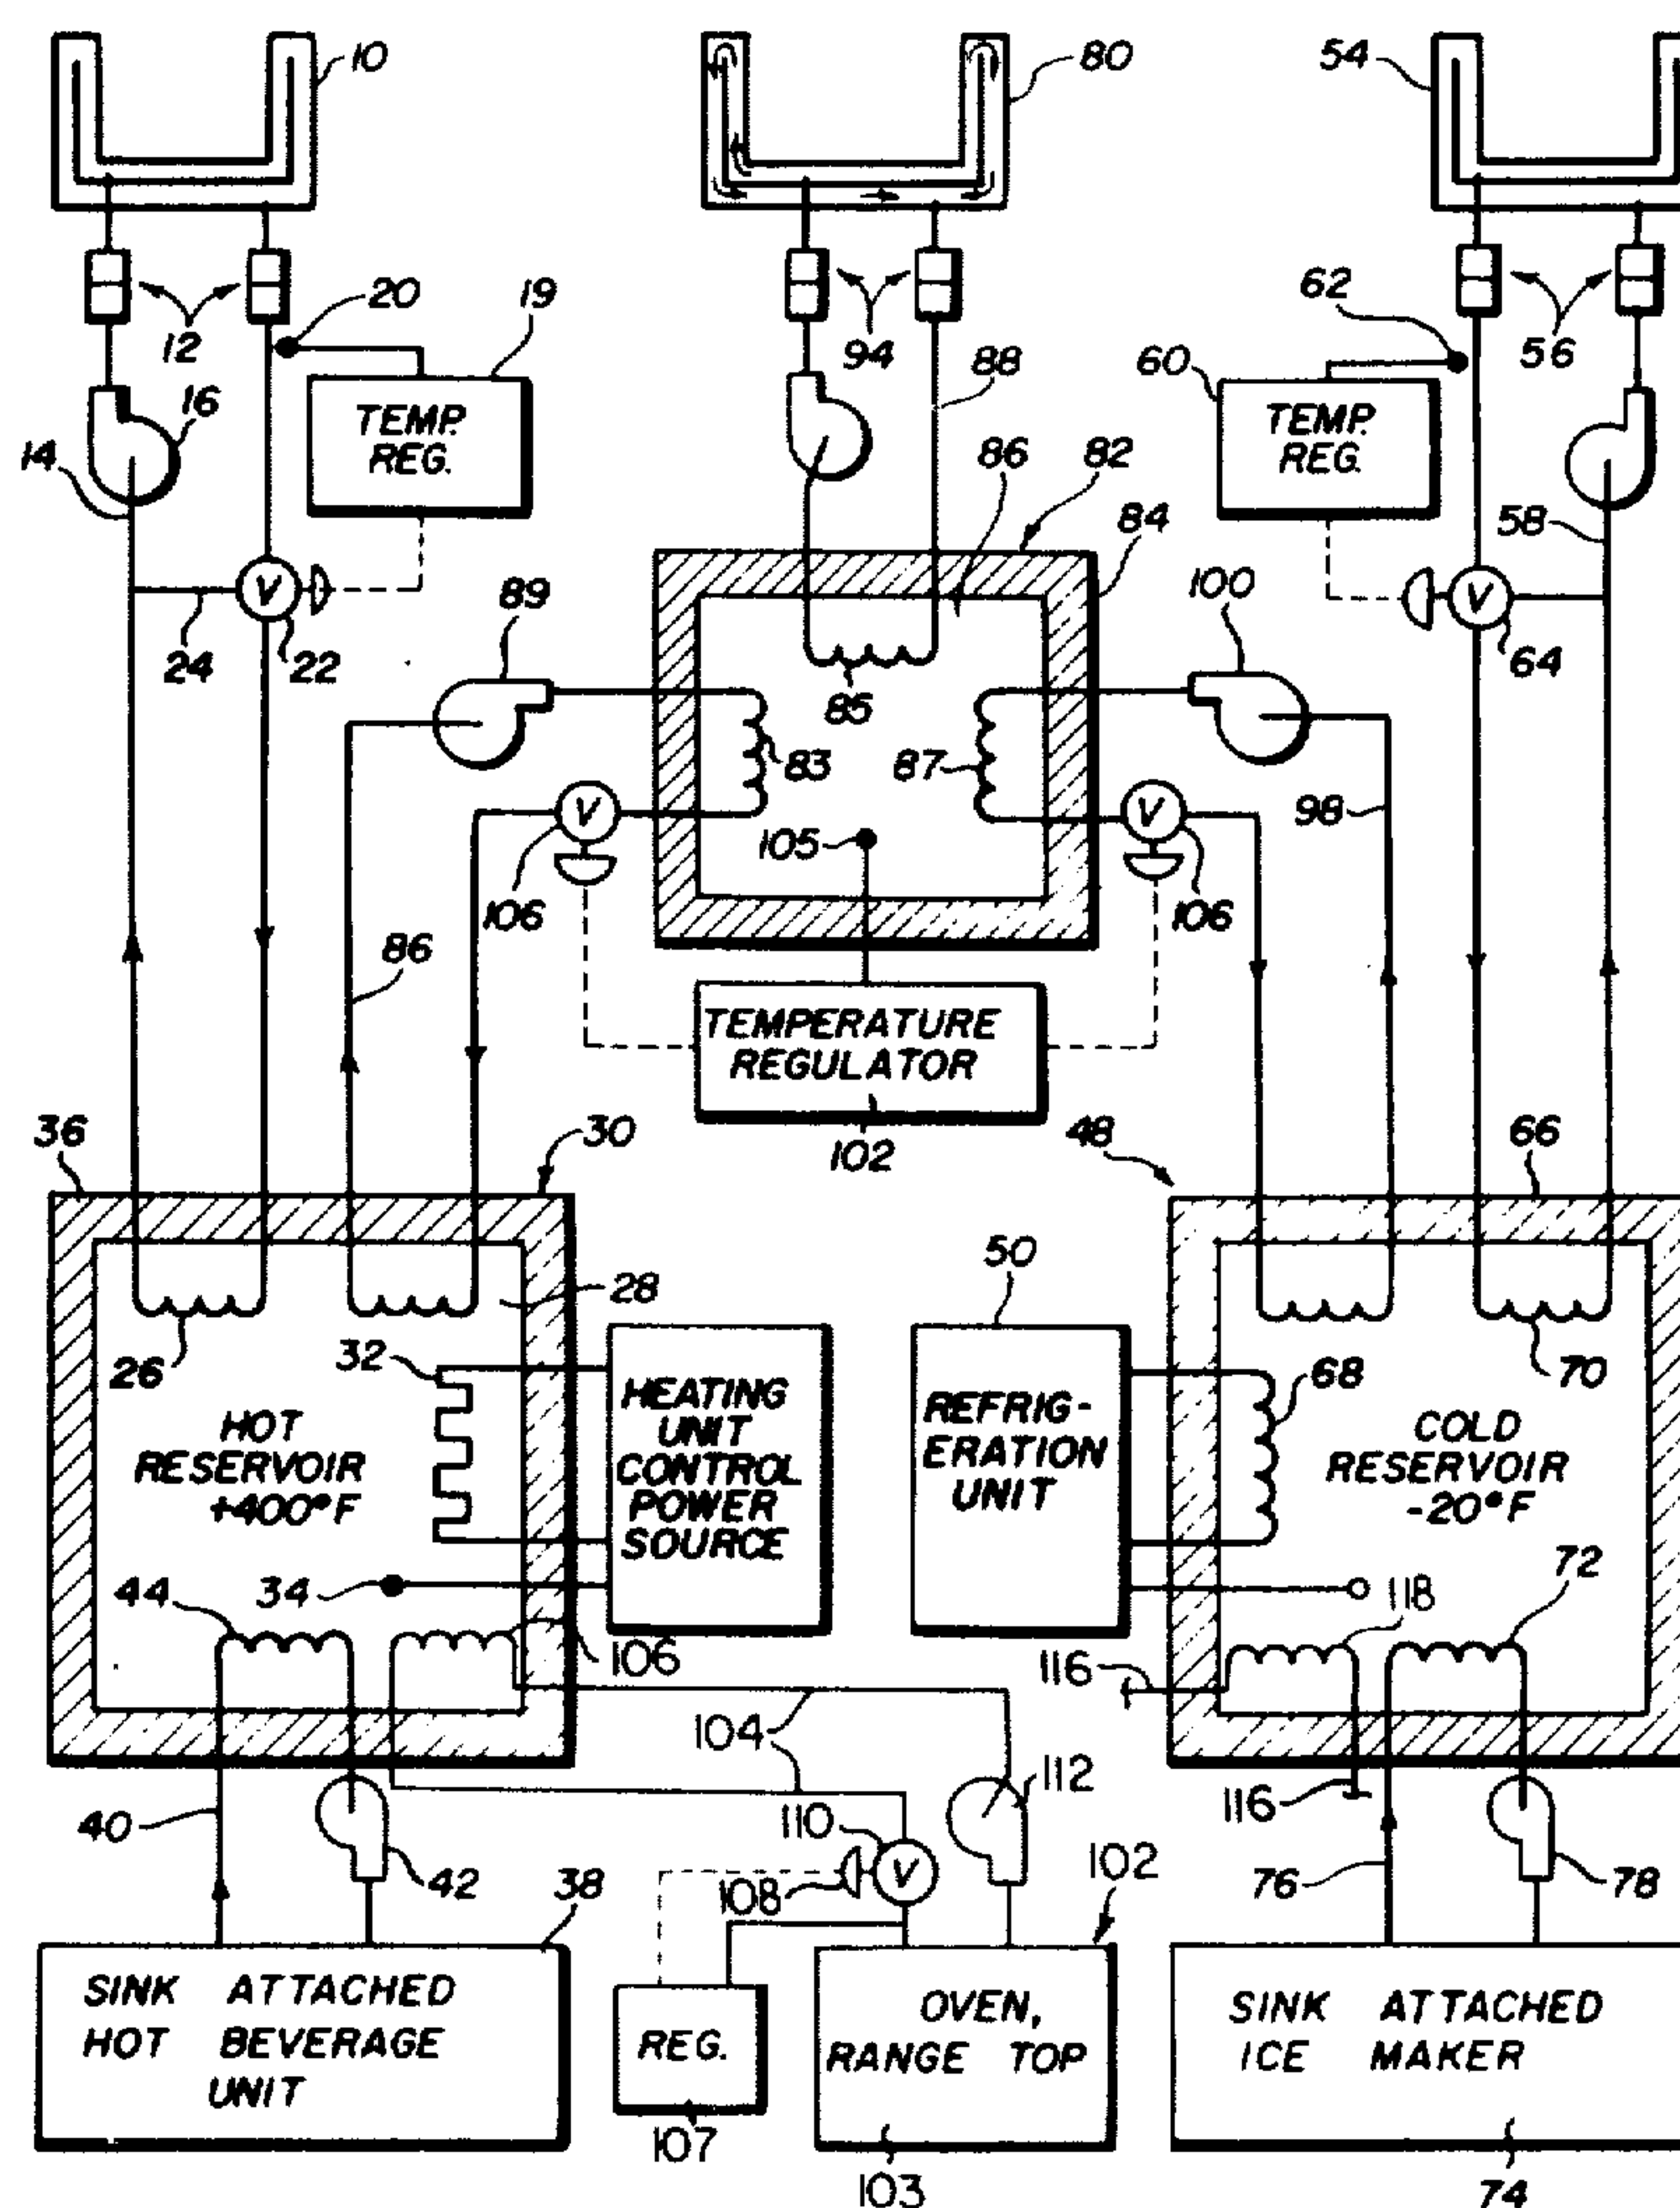 10
80
54
20
19
12
94
88
62
60
56
16
TEMP.
REG.
14
86
82
TEMP.
REG.
84
58
V
89
100
V
24
22
85
64
83
87
98
V
V
105
106
106
86
TEMPERATURE
REGULATOR
102
36
30
48
66
50
28
26
32
70
68
HOT
RESERVOIR
+400°F
HEATING
UNIT
CONTROL
POWER
SOURCE
REFRIG-
ERATION
UNIT
COLD
RESERVOIR
-20°F
44
34
72
118
106
116
104
112
116
40
110
42
38
108
V
102
76
78
SINK ATTACHED
HOT BEVERAGE
UNIT
REG.
OVEN,
RANGE TOP
SINK ATTACHED
ICE MAKER
107
103
74